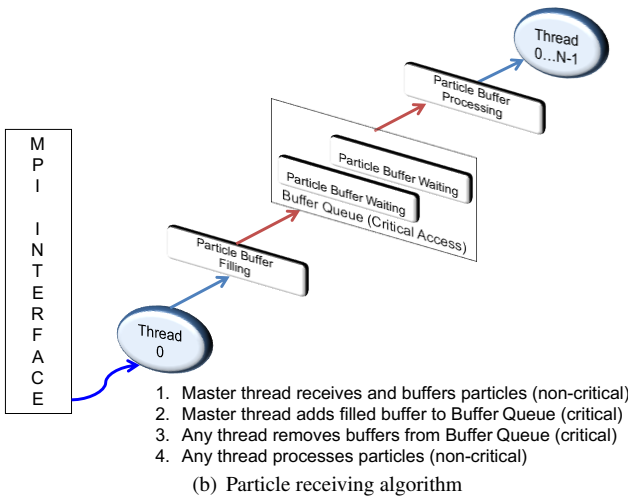 Thread
0...N-1
Particle Buffer
Processing
Particle Buffer Waiting
Particle Buffer Waiting
Buffer Queue (Critical Access)
Particle Buffer
Filling
Thread
0
MPI INTERFACE
1. Master thread receives and buffers particles (non-critical)
2. Master thread adds filled buffer to Buffer Queue (critical)
3. Any thread removes buffers from Buffer Queue (critical)
4. Any thread processes particles (non-critical)
(b) Particle receiving algorithm